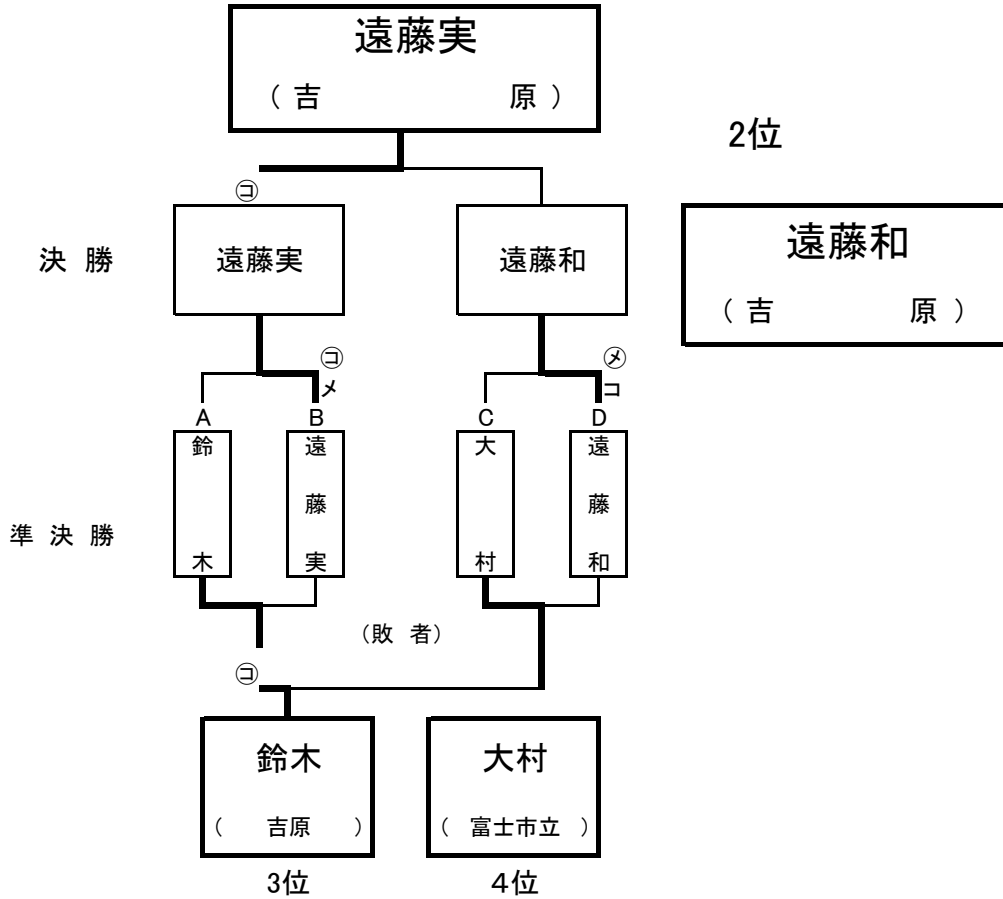 遠藤実
( 吉 原 )
2位
㋙
決 勝
遠藤実
遠藤和
遠藤和
( 吉 原 )
㋙
メ
㋱
コ
A
B
C
D
鈴木
遠藤実
大村
遠藤和
準 決 勝
(敗 者)
㋙
鈴木
大村
( 吉原 )
( 富士市立 )
3位
4位